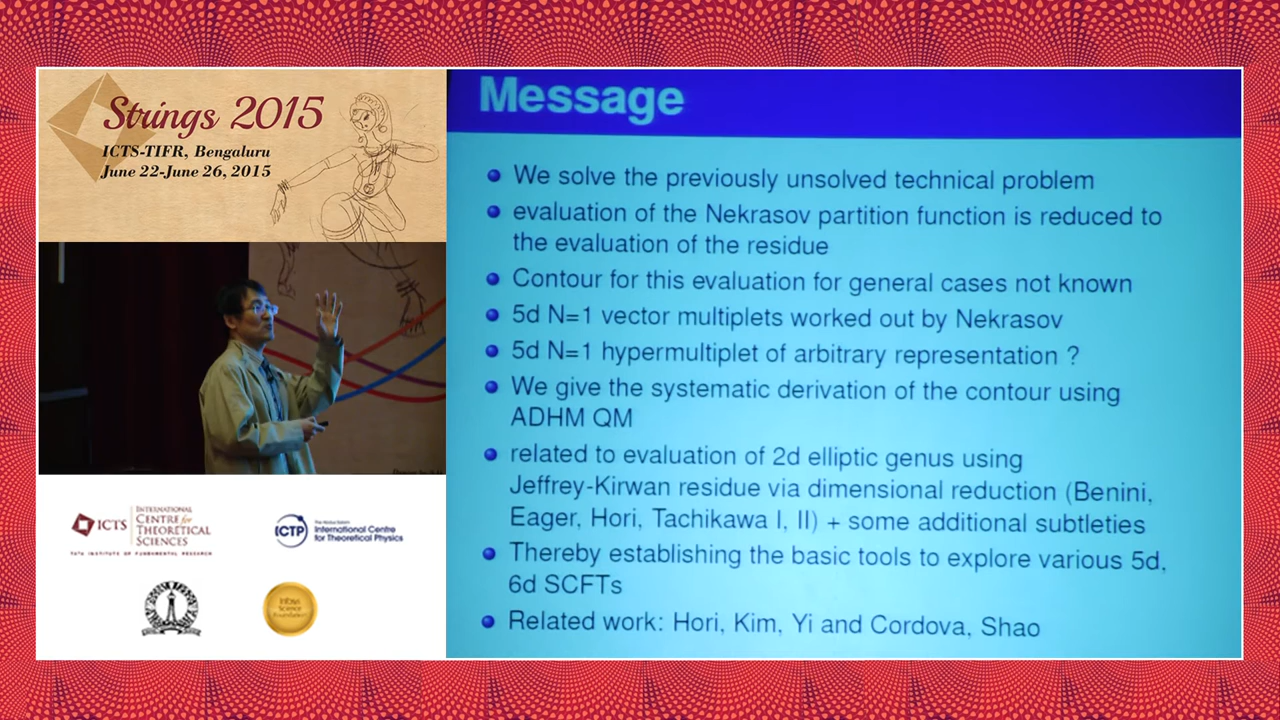 Strings 2015
ICTS-TIFR, Bengaluru
June 22-June 26, 2015
ICTS
INTERNATIONAL
CENTRE for
THEORETICAL
SCIENCES
TATA INSTITUTE OF FUNDAMENTAL RESEARCH
ICTP
International Centre
for Theoretical Physics
Infosys
Science
Foundation
Message
We solve the previously unsolved technical problem
evaluation of the Nekrasov partition function is reduced to
the evaluation of the residue
Contour for this evaluation for general cases not known
5d N=1 vector multiplets worked out by Nekrasov
5d N=1 hypermultiplet of arbitrary representation ?
We give the systematic derivation of the contour using
ADHM QM
related to evaluation of 2d elliptic genus using
Jeffrey-Kirwan residue via dimensional reduction (Benini,
Eager, Hori, Tachikawa I, II) + some additional subtleties
Thereby establishing the basic tools to explore various 5d,
6d SCFTs
Related work: Hori, Kim, Yi and Cordova, Shao